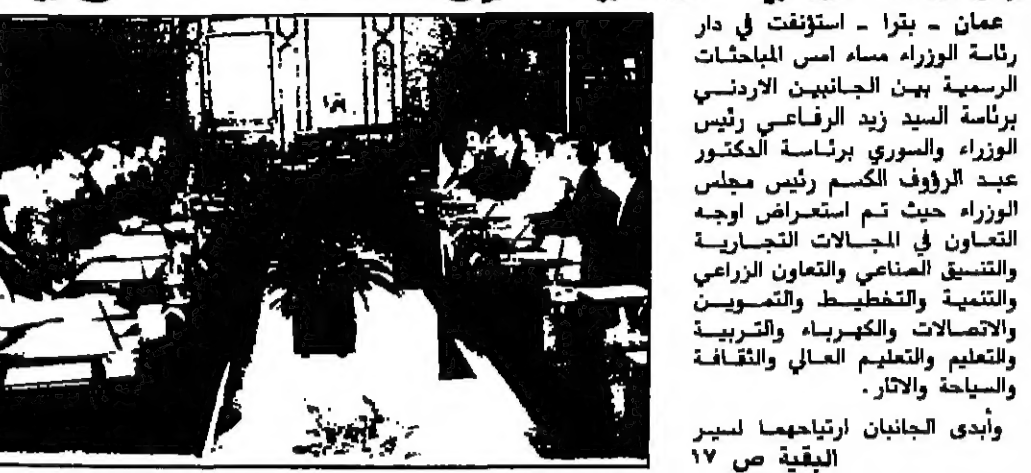 عمان ـ بترا ـ استؤنفت في دار
رئاسة الوزراء مساء امس المباحثات
الرسمية بين الجانبين الاردني
برئاسة السيد زيد الرفاعي رئيس
الوزراء والسوري برئاسة الدكتور
عبد الرؤوف الكسم رئيس مجلس
الوزراء حيث تم استعراض اوجه
التعاون في المجالات التجارية
والتنسيق الصناعي والتعاون الزراعي
والتنمية والتخطيط والتموين
والاتصالات والكهرباء والتربية
والتعليم والتعليم العالي والثقافة
والسياحة والاثار.
وأبدى الجانبان ارتياحهما لسير
البقية ص ١٧